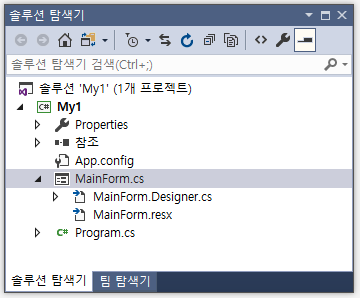 솔루션 탐색기
솔루션 탐색기 검색(Ctrl+;)
솔루션 'My1' (1개 프로젝트)
C# My1
Properties
참조
App.config
MainForm.cs
MainForm.Designer.cs
MainForm.resx
C# Program.cs
솔루션 탐색기 팀 탐색기